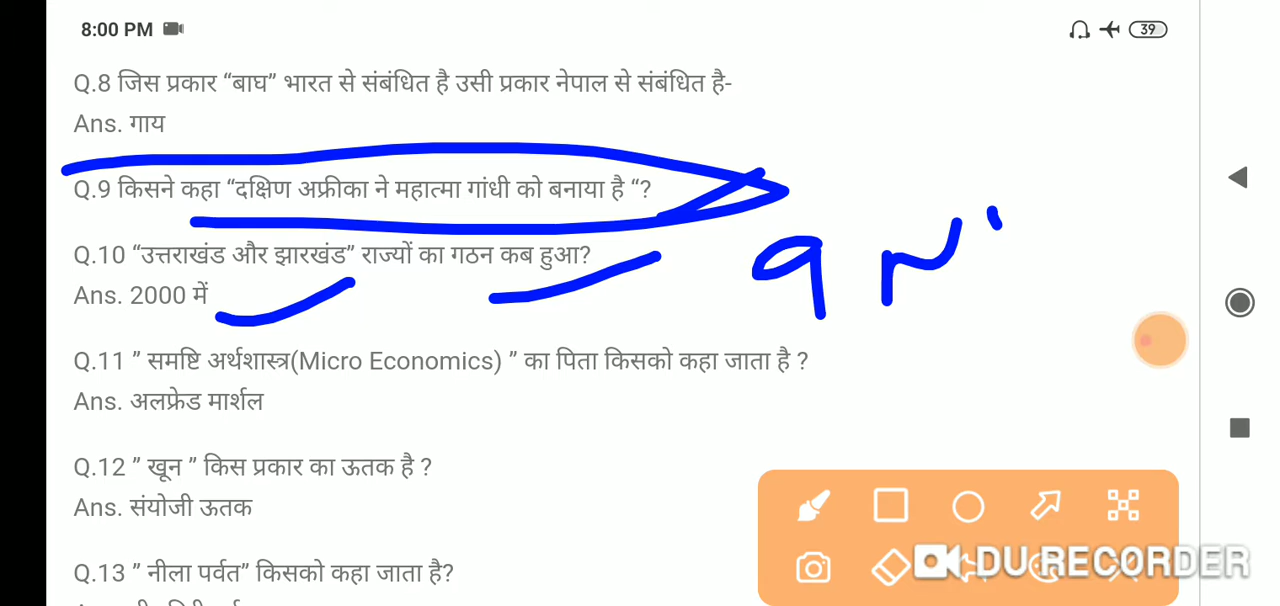 8:00 PM
39
Q.8 जिस प्रकार “बाघ” भारत से संबंधित है उसी प्रकार नेपाल से संबंधित है-
Ans. गाय
Q.9 किसने कहा “दक्षिण अफ्रीका ने महात्मा गांधी को बनाया है “?
Q.10 “उत्तराखंड और झारखंड” राज्यों का गठन कब हुआ?
Ans. 2000 में
Q.11 ” समष्टि अर्थशास्त्र(Micro Economics) ” का पिता किसको कहा जाता है ?
Ans. अलफ्रेड मार्शल
Q.12 ” खून ” किस प्रकार का ऊतक है ?
Ans. संयोजी ऊतक
DU RECORDER
Q.13 ” नीला पर्वत” किसको कहा जाता है?